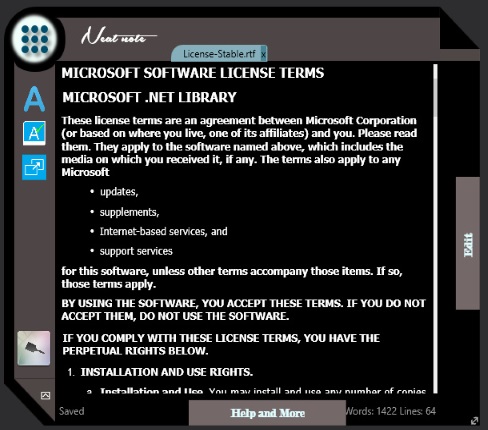 Neat note
License-Stable.rtf x
MICROSOFT SOFTWARE LICENSE TERMS
MICROSOFT .NET LIBRARY
These license terms are an agreement between Microsoft Corporation
(or based on where you live, one of its affiliates) and you. Please read
them. They apply to the software named above, which includes the
media on which you received it, if any. The terms also apply to any
Microsoft
• updates,
• supplements,
• Internet-based services, and
• support services
for this software, unless other terms accompany those items. If so,
those terms apply.
BY USING THE SOFTWARE, YOU ACCEPT THESE TERMS. IF YOU DO NOT
ACCEPT THEM, DO NOT USE THE SOFTWARE.
IF YOU COMPLY WITH THESE LICENSE TERMS, YOU HAVE THE
PERPETUAL RIGHTS BELOW.
1. INSTALLATION AND USE RIGHTS.
a. Installation and Use. You may install and use any number of copies
Edit
Saved
Help and More
Words: 1422 Lines: 64